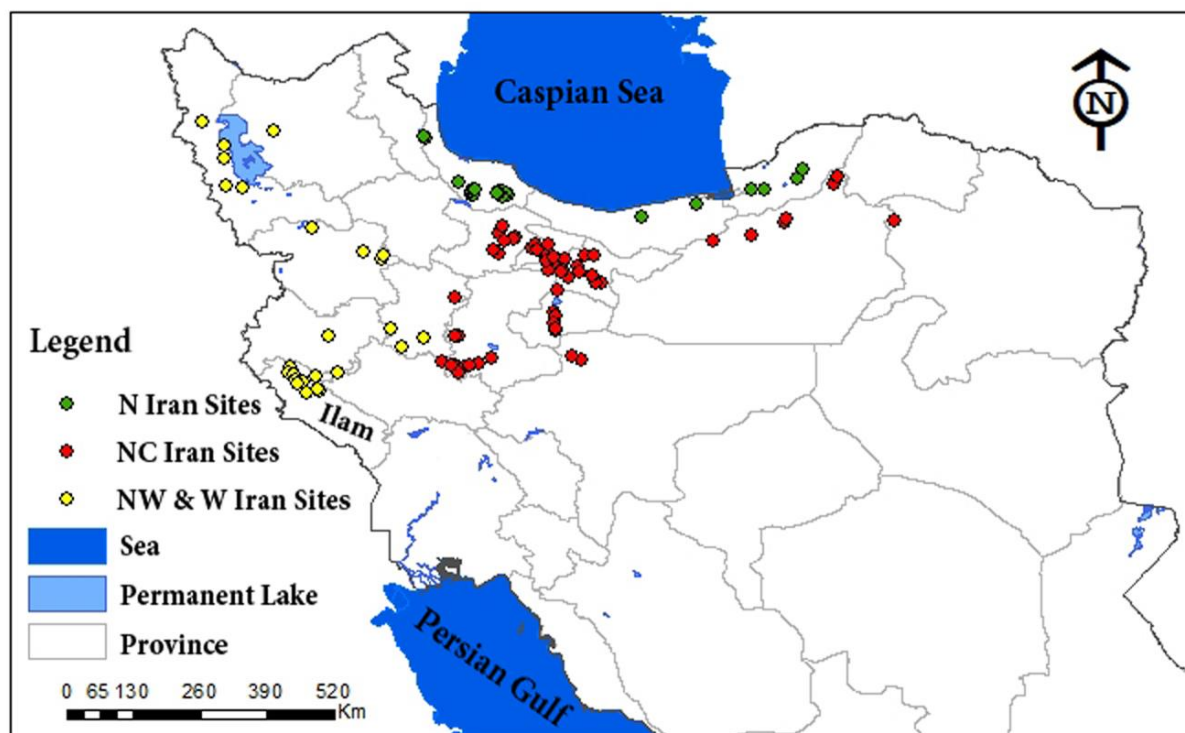 Caspian Sea
N
Legend
N Iran Sites
Ilam
NC Iran Sites
NW & W Iran Sites
Sea
Permanent Lake
Province
Persian Gulf
0 65 130 260 390 520
Km